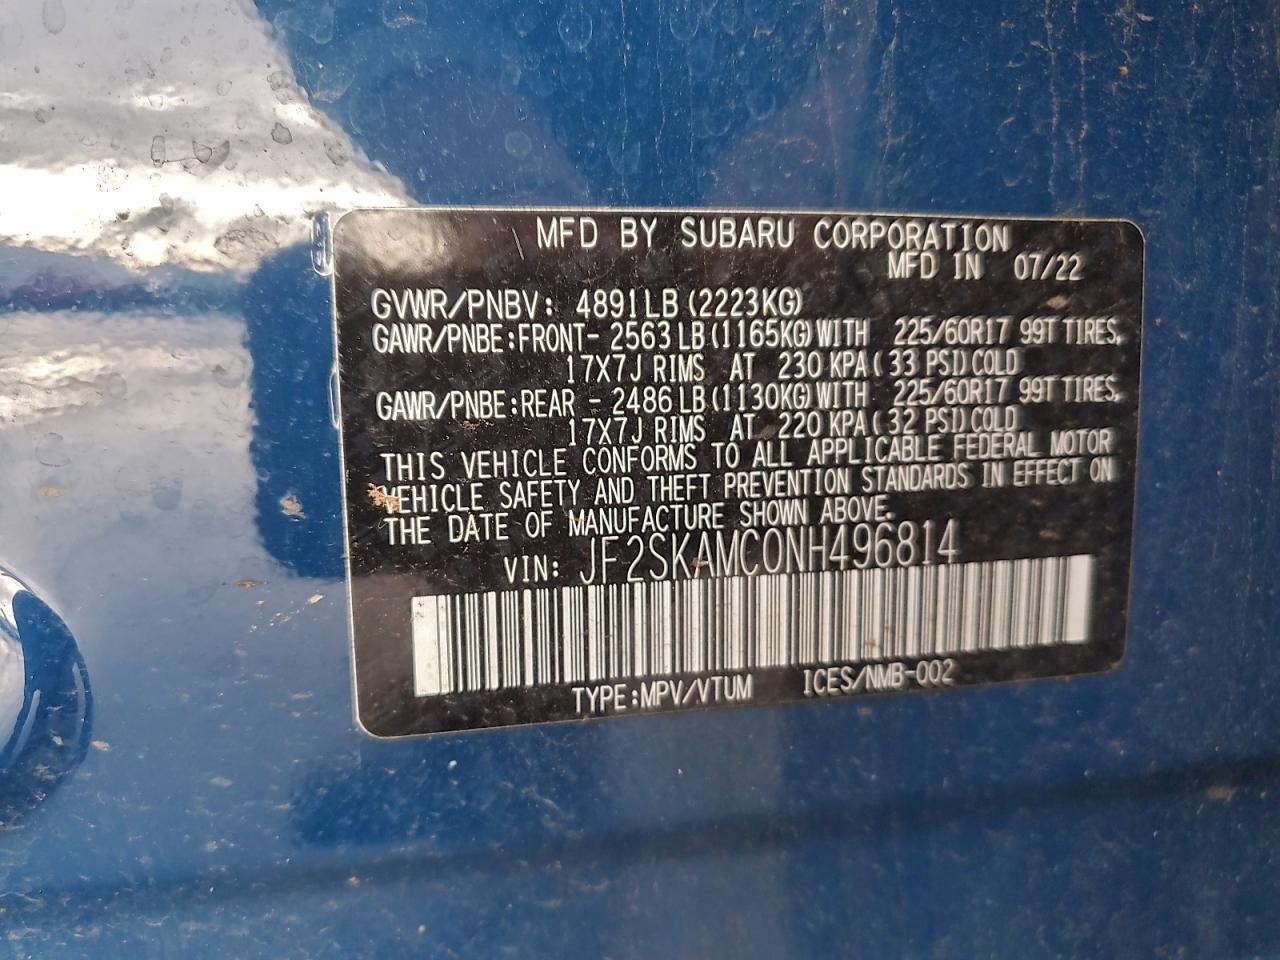 MFD BY SUBARU CORPORATION
MFD IN 07/22
GVWR/PNBV: 4891LB (2223KG)
GAWR/PNBE:FRONT- 2563 LB(1165KG)WITH 225/60R17 99T TIRES,
17X7J RIMS AT 230 KPA( 33 PSI)COLD
GAWR/PNBE:REAR - 2486 LB(1130KG)WITH 225/60R17 99T TIRES,
17X7J RIMS AT 220 KPA( 32 PSI)COLD
THIS VEHICLE CONFORMS TO ALL APPLICABLE FEDERAL MOTOR
VEHICLE SAFETY AND THEFT PREVENTION STANDARDS IN EFFECT ON
THE DATE OF MANUFACTURE SHOWN ABOVE.
VIN: JF2SKAMC0NH496814
TYPE:MPV/VTUM ICES/NMB-002